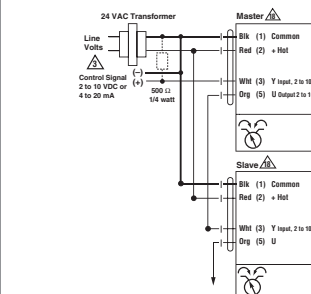 24 VAC Transformer
Line
Volts
3
Control Signal
2 to 10 VDC or
4 to 20 mA
(–)
(+)
500 Ω
1/4 watt
Master 18
Blk (1) Common
Red (2) + Hot
Wht (3) Y Input, 2 to 10
Org (5) U Output 2 to 1
Slave 18
Blk (1) Common
Red (2) + Hot
Wht (3) Y Input, 2 to 10
Org (5) U